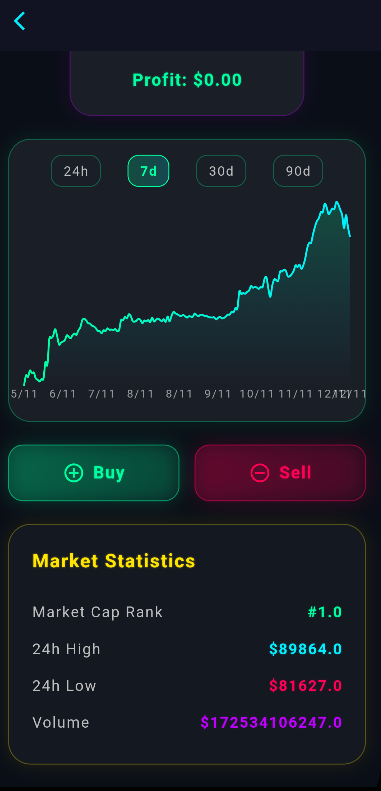 Profit: $0.00
24h 7d 30d 90d
5/11 6/11 7/11 8/11 8/11 9/11 10/11 11/11 12/11
Buy Sell
Market Statistics
Market Cap Rank #1.0
24h High $89864.0
24h Low $81627.0
Volume $172534106247.0